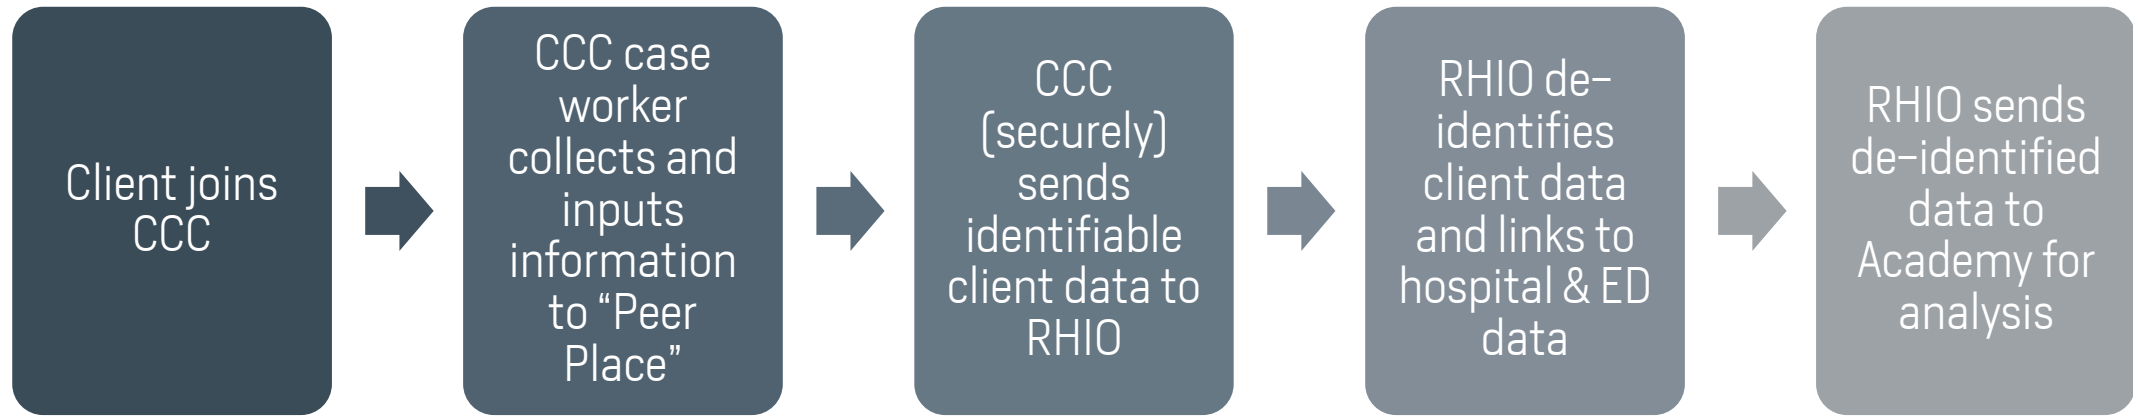 Client joins
CCC
CCC case
worker
collects and
inputs
information
to “Peer
Place”
CCC
(securely)
sends
identifiable
client data to
RHIO
RHIO de-
identifies
client data
and links to
hospital & ED
data
RHIO sends
de-identified
data to
Academy for
analysis